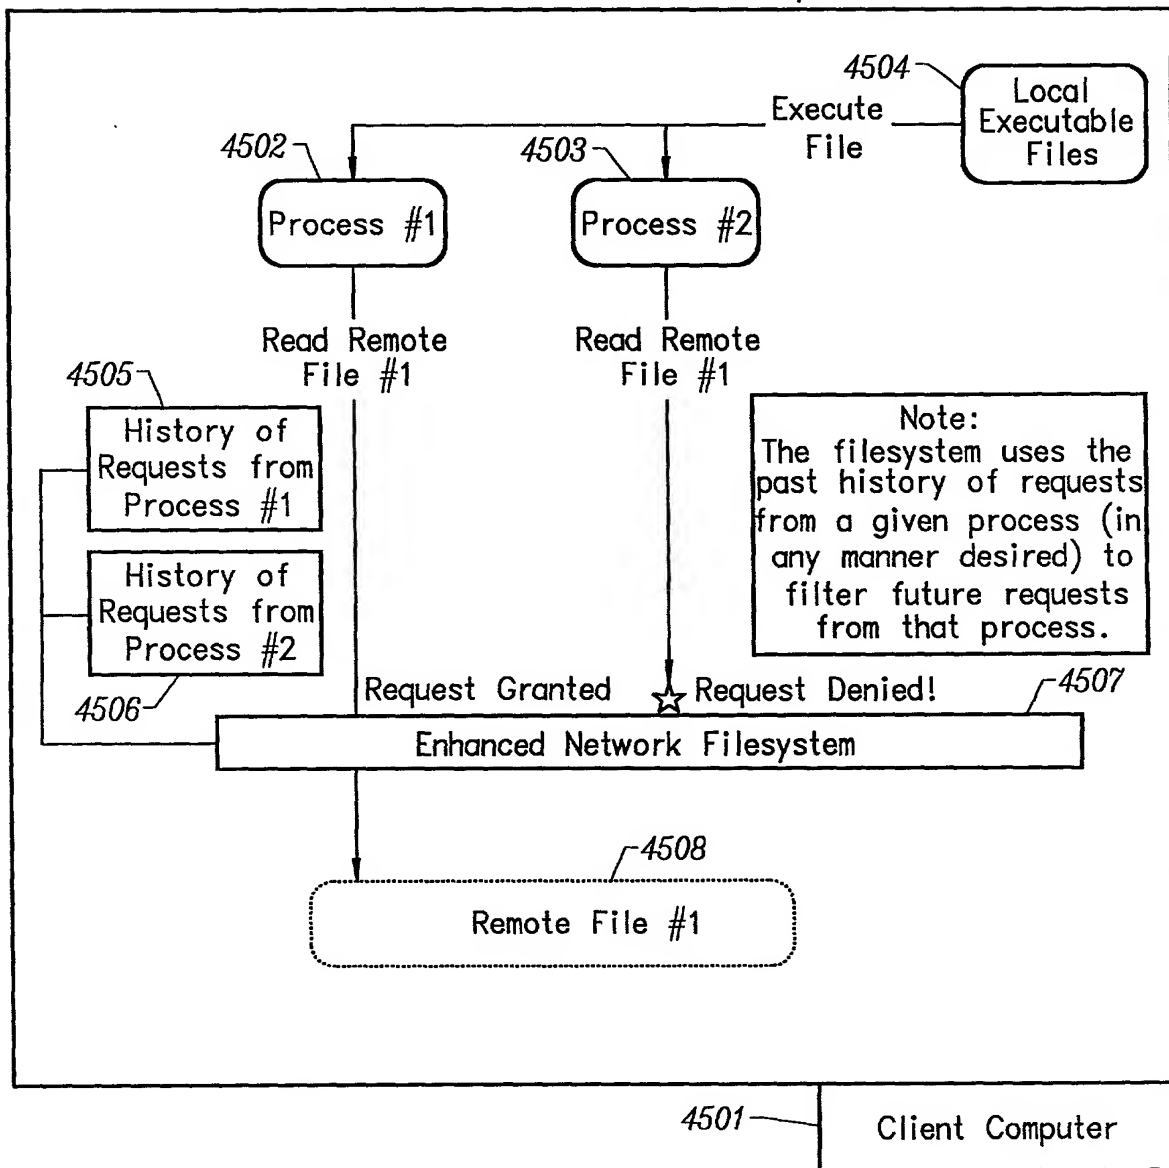 4504
Local
Executable
Files
Execute
File
4502
4503
Process #1
Process #2
Read Remote
File #1
Read Remote
File #1
4505
History of
Requests from
Process #1
History of
Requests from
Process #2
4506
Note:
The filesystem uses the
past history of requests
from a given process (in
any manner desired) to
filter future requests
from that process.
Request Granted
Request Denied!
4507
Enhanced Network Filesystem
4508
Remote File #1
4501
Client Computer